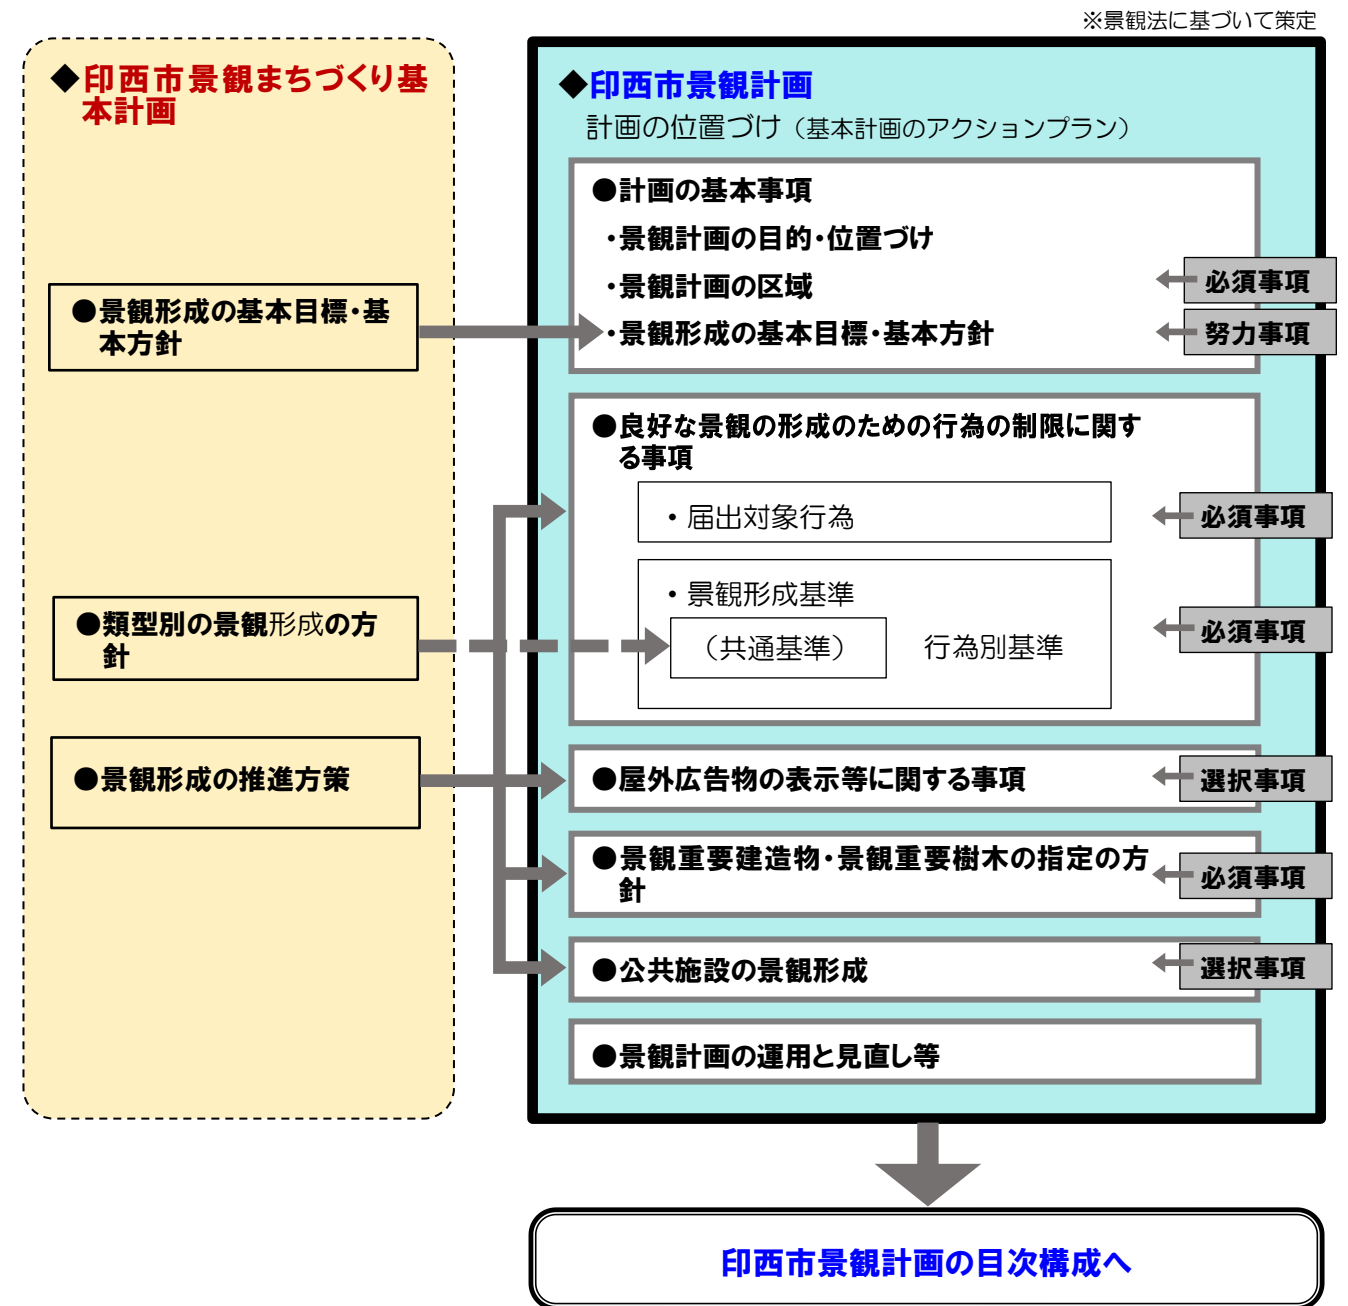 ※景観法に基づいて策定
◆印西市景観まちづくり基
本計画
●景観形成の基本目標・基
本方針
●類型別の景観形成の方
針
●景観形成の推進方策
◆印西市景観計画
計画の位置づけ（基本計画のアクションプラン）
●計画の基本事項
・景観計画の目的・位置づけ
・景観計画の区域
必須事項
・景観形成の基本目標・基本方針
努力事項
●良好な景観の形成のための行為の制限に関す
る事項
・届出対象行為
必須事項
・景観形成基準
（共通基準）
行為別基準
必須事項
●屋外広告物の表示等に関する事項
選択事項
●景観重要建造物・景観重要樹木の指定の方
針
必須事項
●公共施設の景観形成
選択事項
●景観計画の運用と見直し等
印西市景観計画の目次構成へ